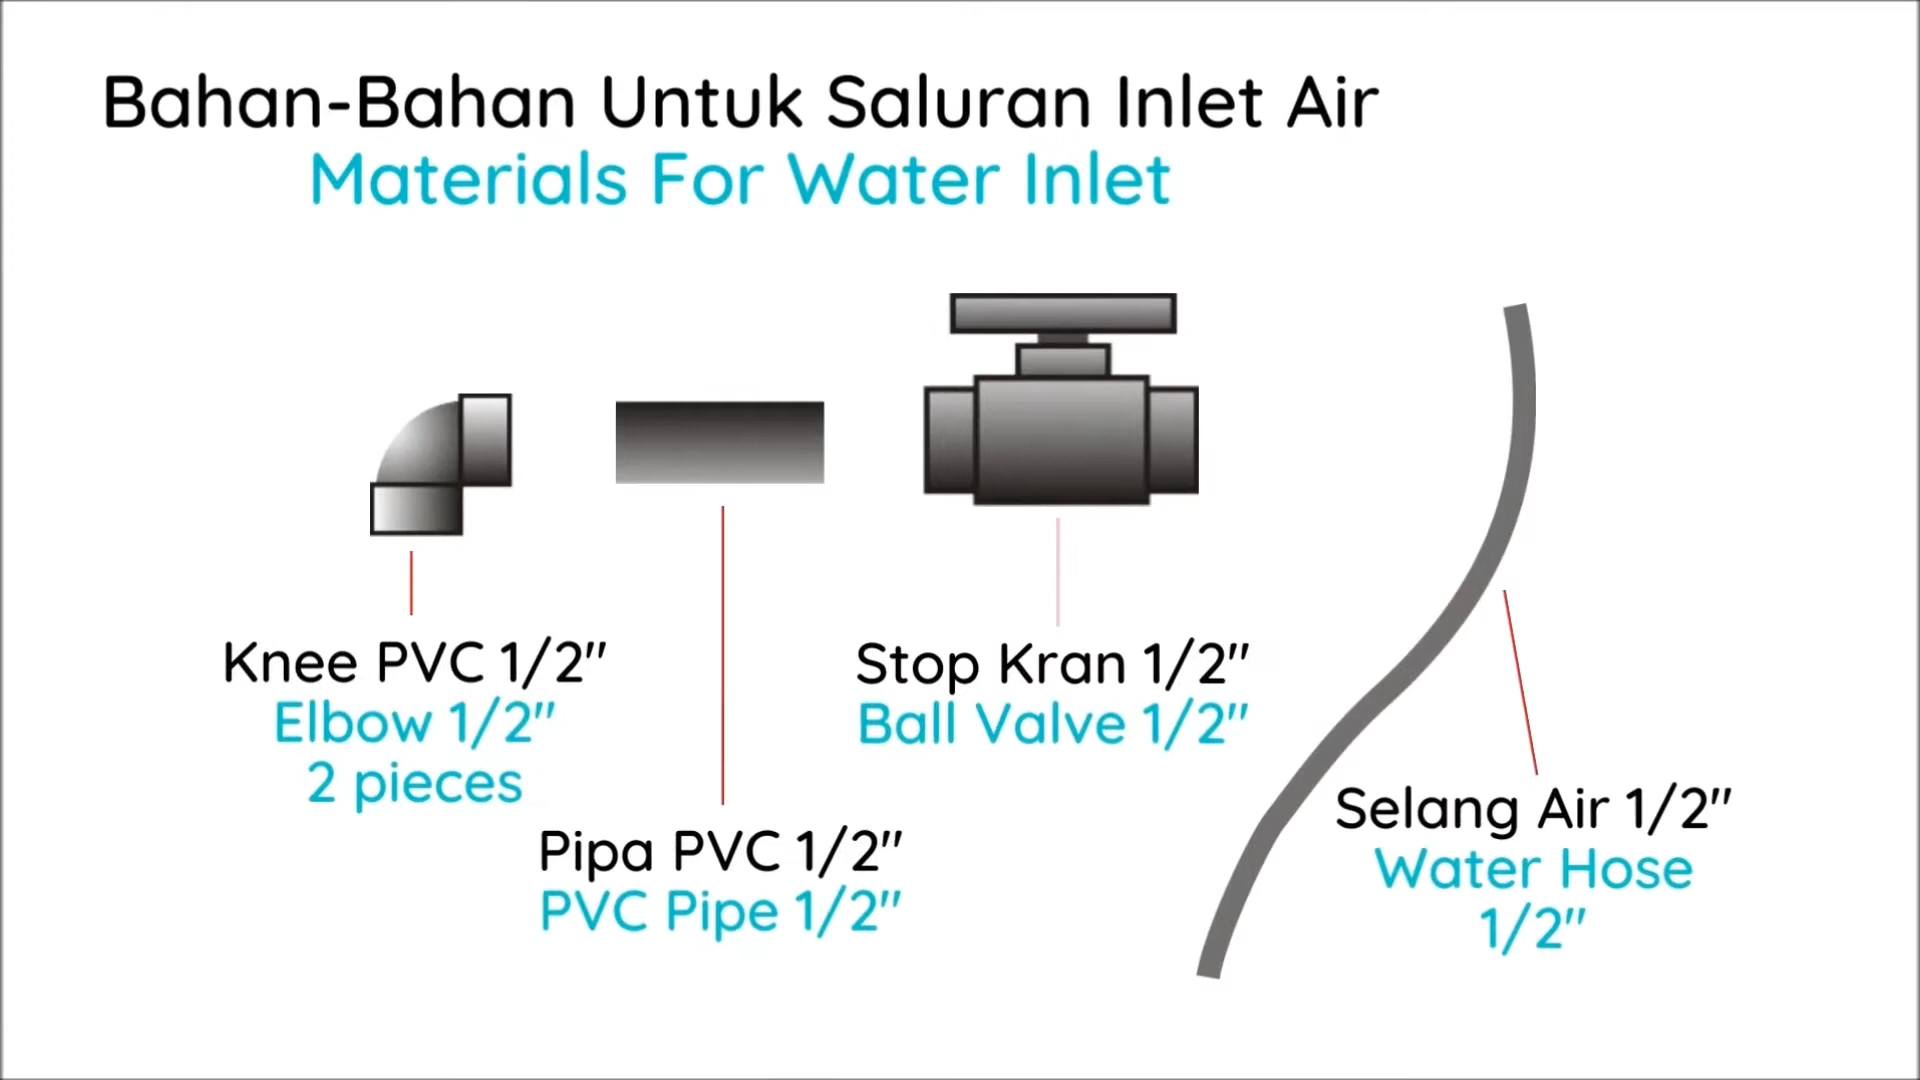 Bahan-Bahan Untuk Saluran Inlet Air
Materials For Water Inlet
Knee PVC 1/2"
Elbow 1/2"
2 pieces
Pipa PVC 1/2"
PVC Pipe 1/2"
Stop Kran 1/2"
Ball Valve 1/2"
Selang Air 1/2"
Water Hose
1/2"